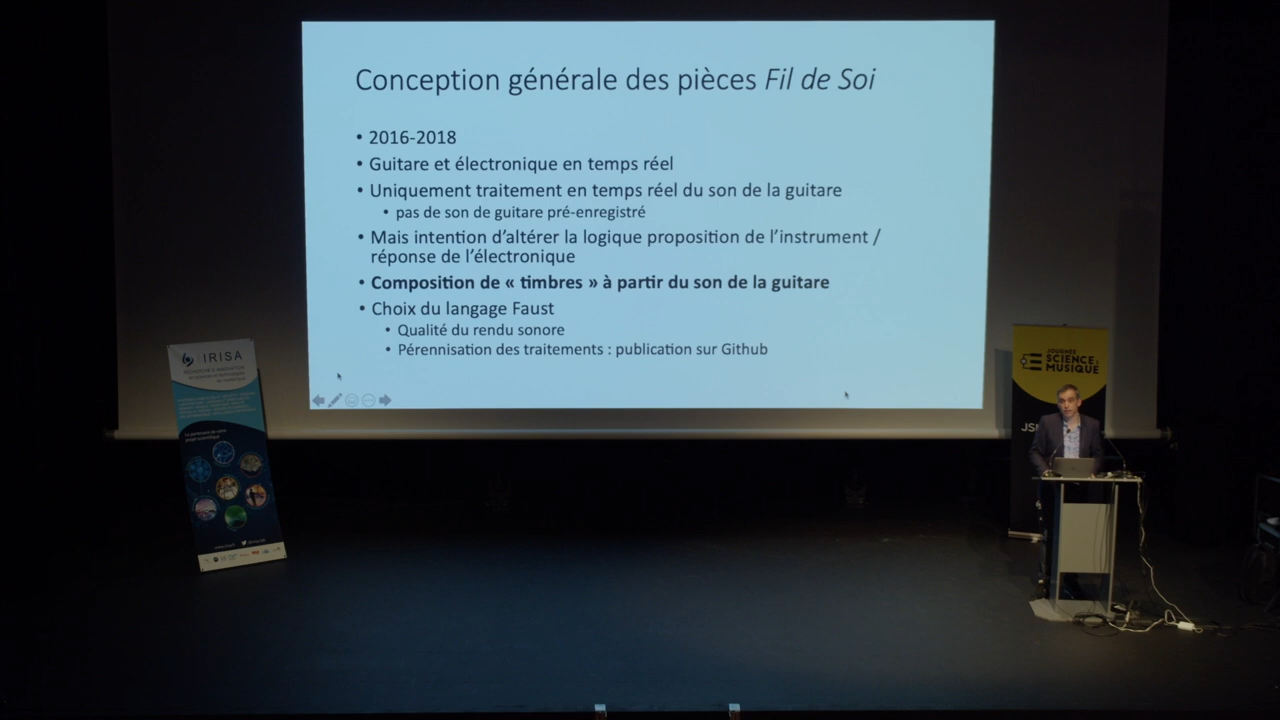 Conception générale des pièces Fil de Soi
• 2016-2018
• Guitare et électronique en temps réel
• Uniquement traitement en temps réel du son de la guitare
• pas de son de guitare pré-enregistré
• Mais intention d'altérer la logique proposition de l'instrument /
réponse de l'électronique
• Composition de « timbres » à partir du son de la guitare
• Choix du langage Faust
• Qualité du rendu sonore
• Pérennisation des traitements : publication sur Github
IRISA
JOURNÉE
SCIENCE &
MUSIQUE